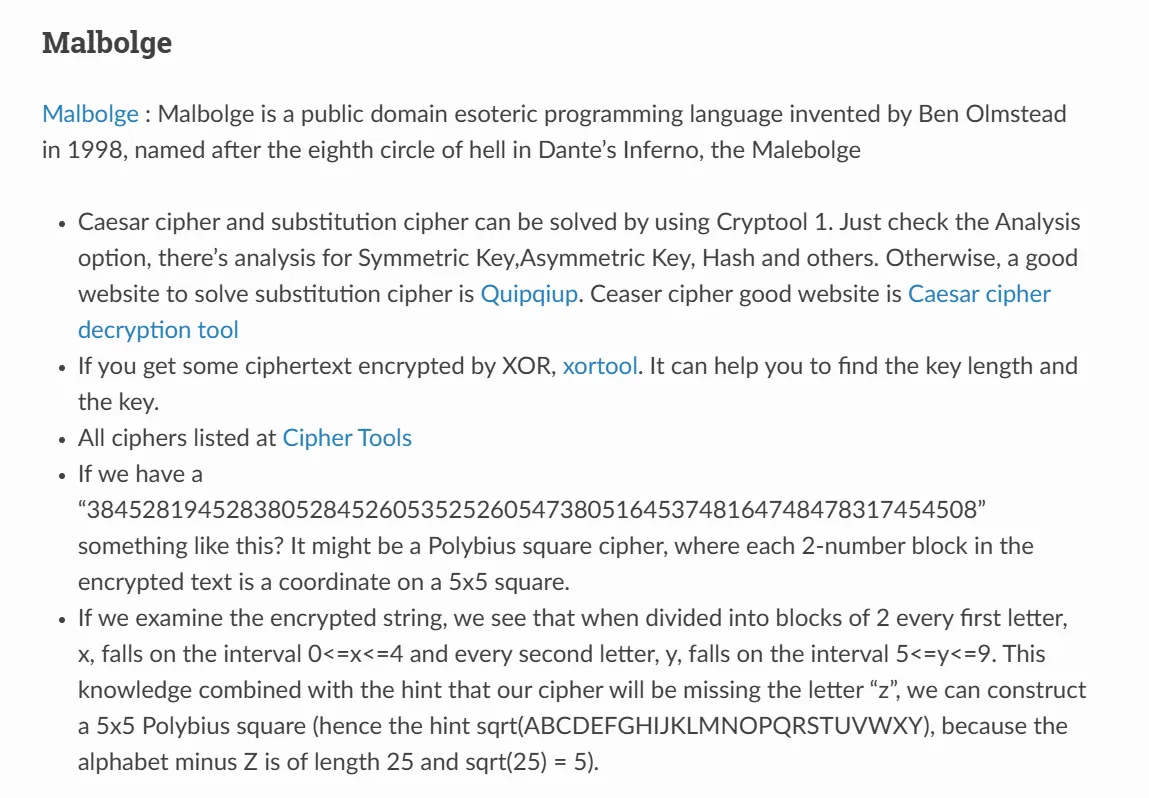 Malbolge
Malbolge : Malbolge is a public domain esoteric programming language invented by Ben Olmstead
in 1998, named after the eighth circle of hell in Dante’s Inferno, the Malebolge
• Caesar cipher and substitution cipher can be solved by using Cryptool 1. Just check the Analysis
option, there’s analysis for Symmetric Key,Asymmetric Key, Hash and others. Otherwise, a good
website to solve substitution cipher is Quipqiup. Ceaser cipher good website is Caesar cipher
decryption tool
• If you get some ciphertext encrypted by XOR, xortool. It can help you to find the key length and
the key.
• All ciphers listed at Cipher Tools
• If we have a
“3845281945283805284526053525260547380516453748164748478317454508”
something like this? It might be a Polybius square cipher, where each 2-number block in the
encrypted text is a coordinate on a 5x5 square.
• If we examine the encrypted string, we see that when divided into blocks of 2 every first letter,
x, falls on the interval 0<=x<=4 and every second letter, y, falls on the interval 5<=y<=9. This
knowledge combined with the hint that our cipher will be missing the letter “z”, we can construct
a 5x5 Polybius square (hence the hint sqrt(ABCDEFGHIJKLMNOPQRSTUVWXY), because the
alphabet minus Z is of length 25 and sqrt(25) = 5).